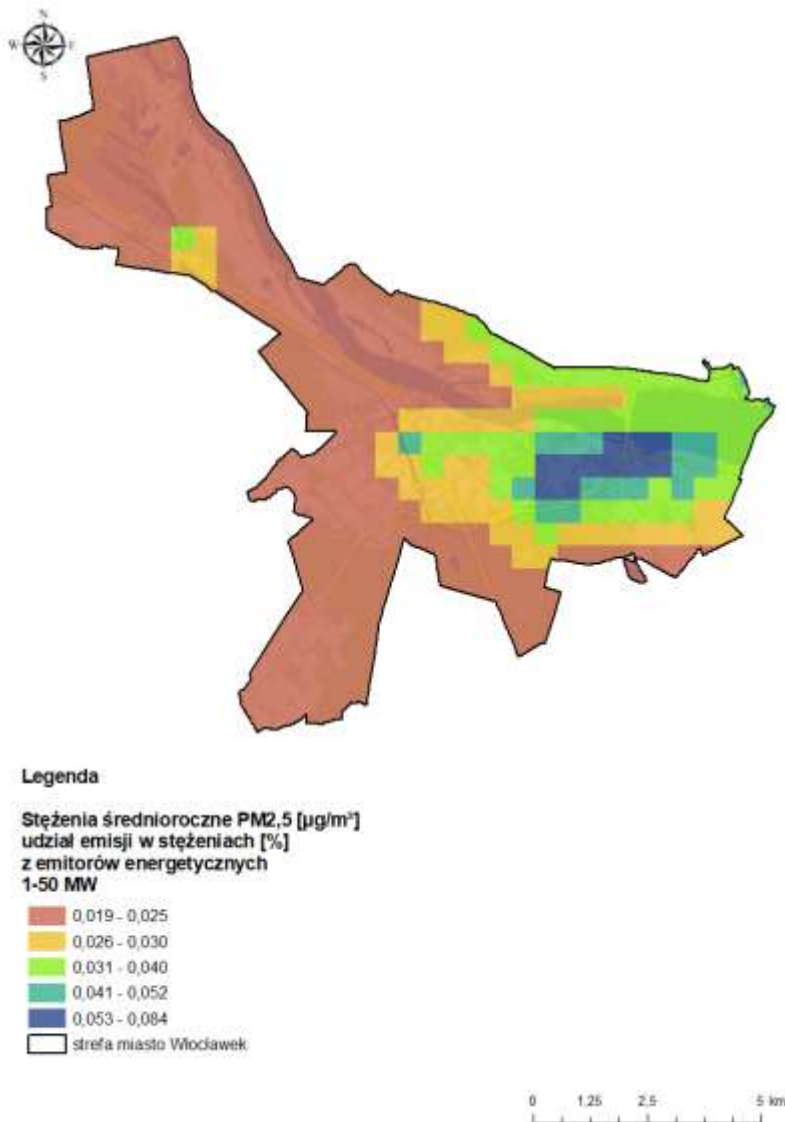 N
W E
S
Legenda
Stężenia średnioroczne PM2,5 [µg/m³]
udział emisji w stężeniach [%]
z emitorów energetycznych
1-50 MW
0,019 - 0,025
0,026 - 0,030
0,031 - 0,040
0,041 - 0,052
0,053 - 0,084
strefa miasto Włocławek
0 1,25 2,5 5 km